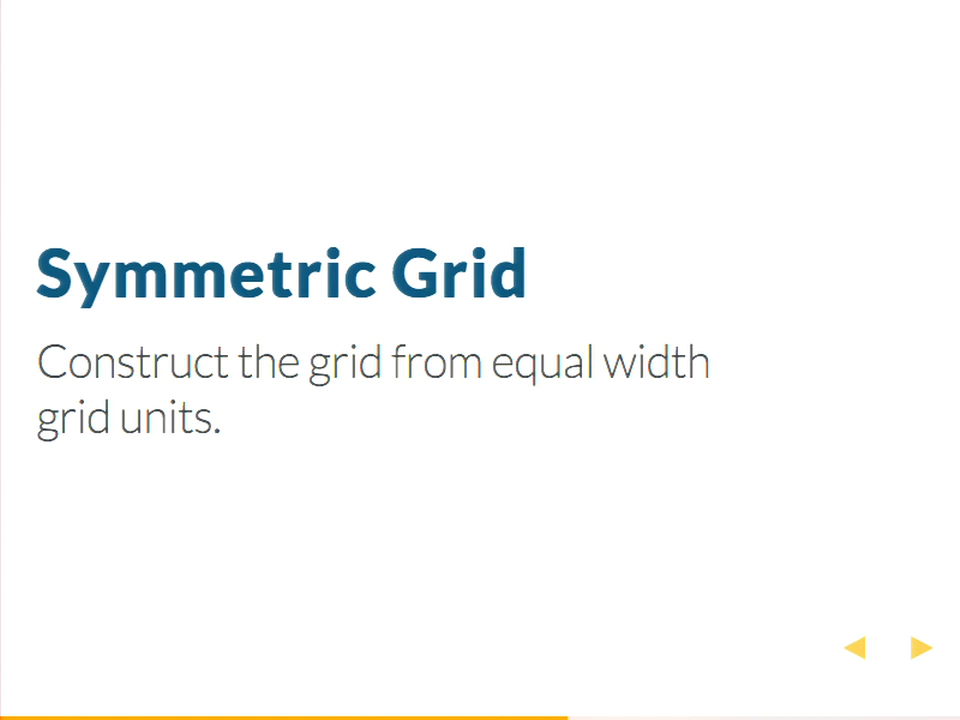 Symmetric Grid
Construct the grid from equal width
grid units.